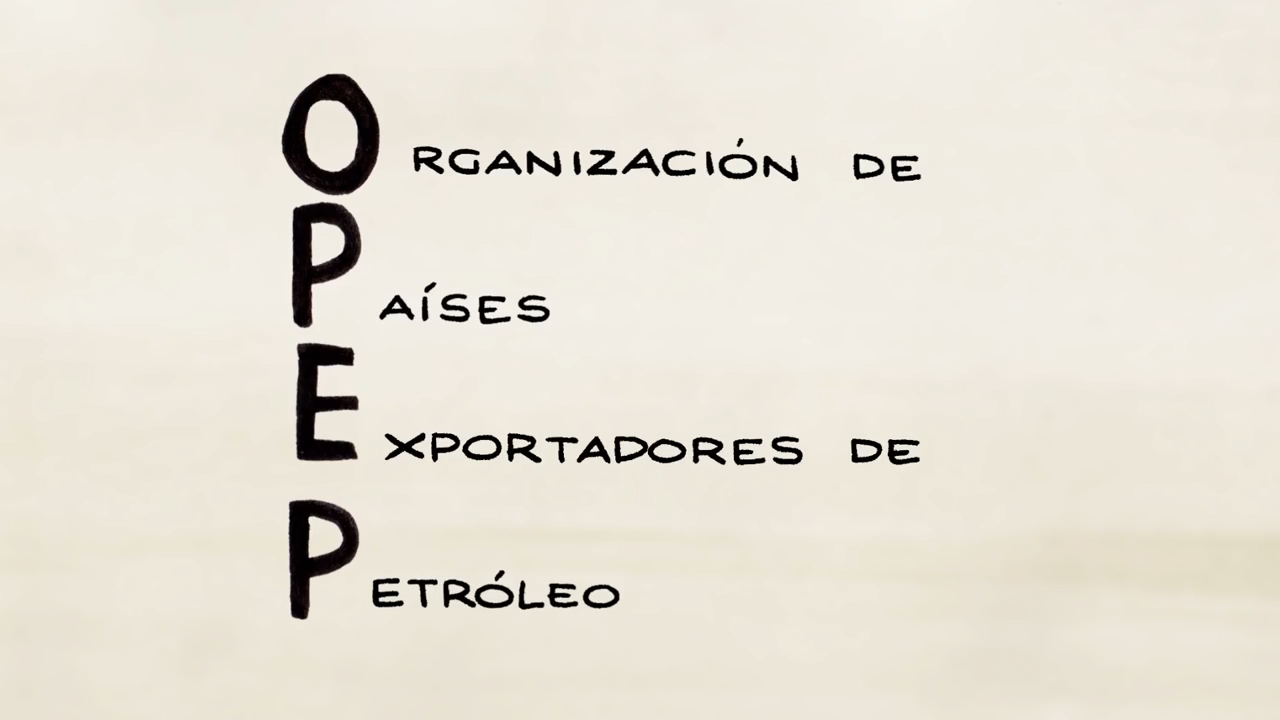 ORGANIZACIÓN DE
PAÍSES
EXPORTADORES DE
PETRÓLEO